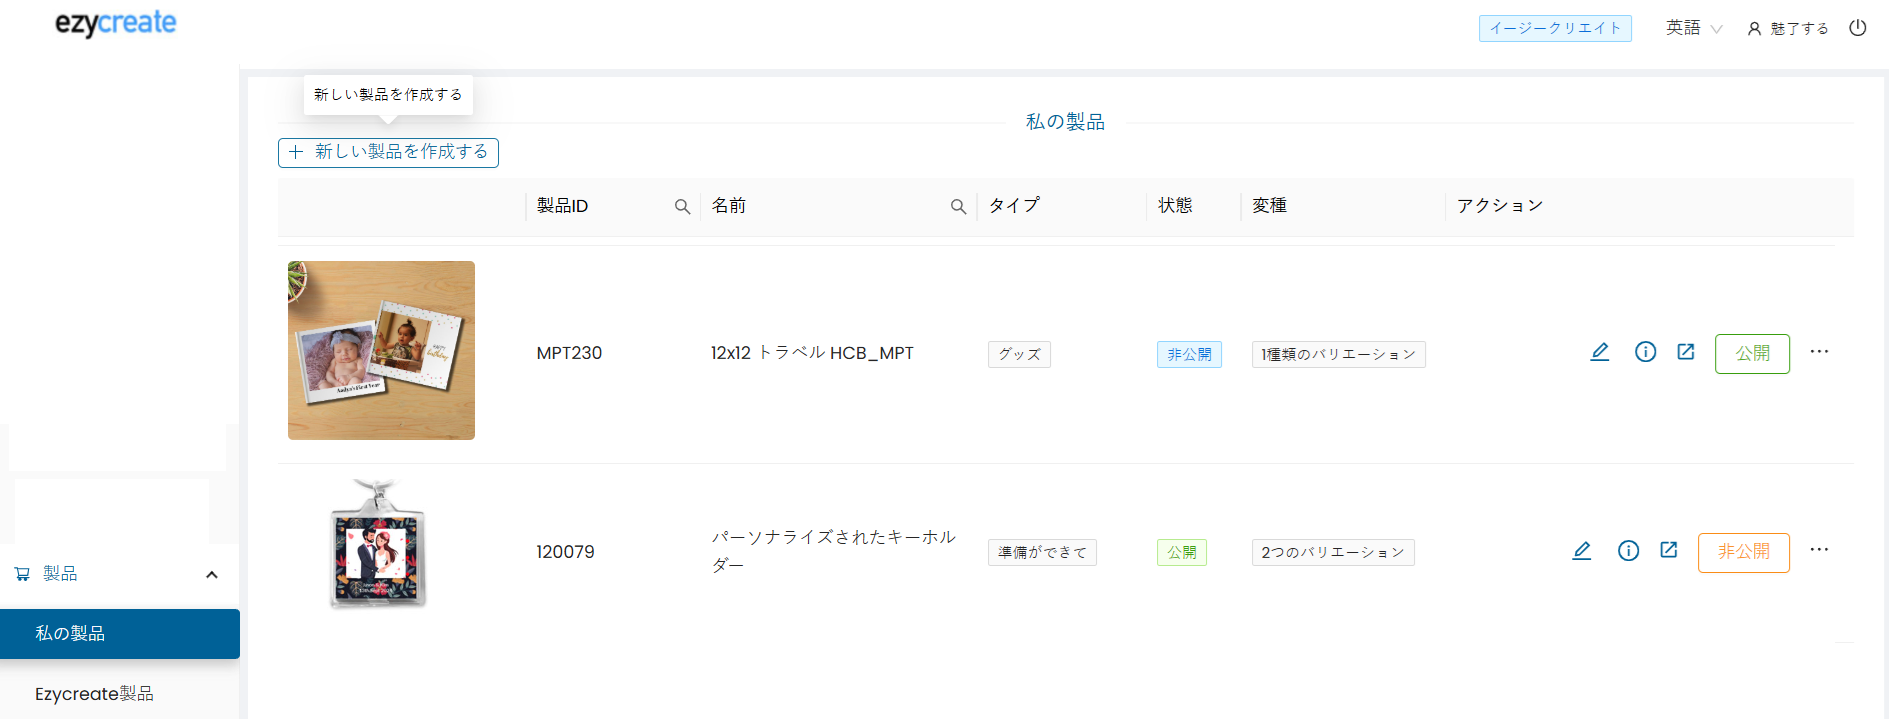 ezycreate
イージークリエイト
英語
魅了する
新しい製品を作成する
私の製品
新しい製品を作成する
製品ID
名前
タイプ
状態
変種
アクション
MPT230
12x12 トラベル HCB_MPT
グッズ
非公開
1種類のバリエーション
公開
Aadya's First Year
120079
パーソナライズされたキーホル
ダー
準備ができて
公開
2つのバリエーション
非公開
製品
私の製品
Ezycreate製品